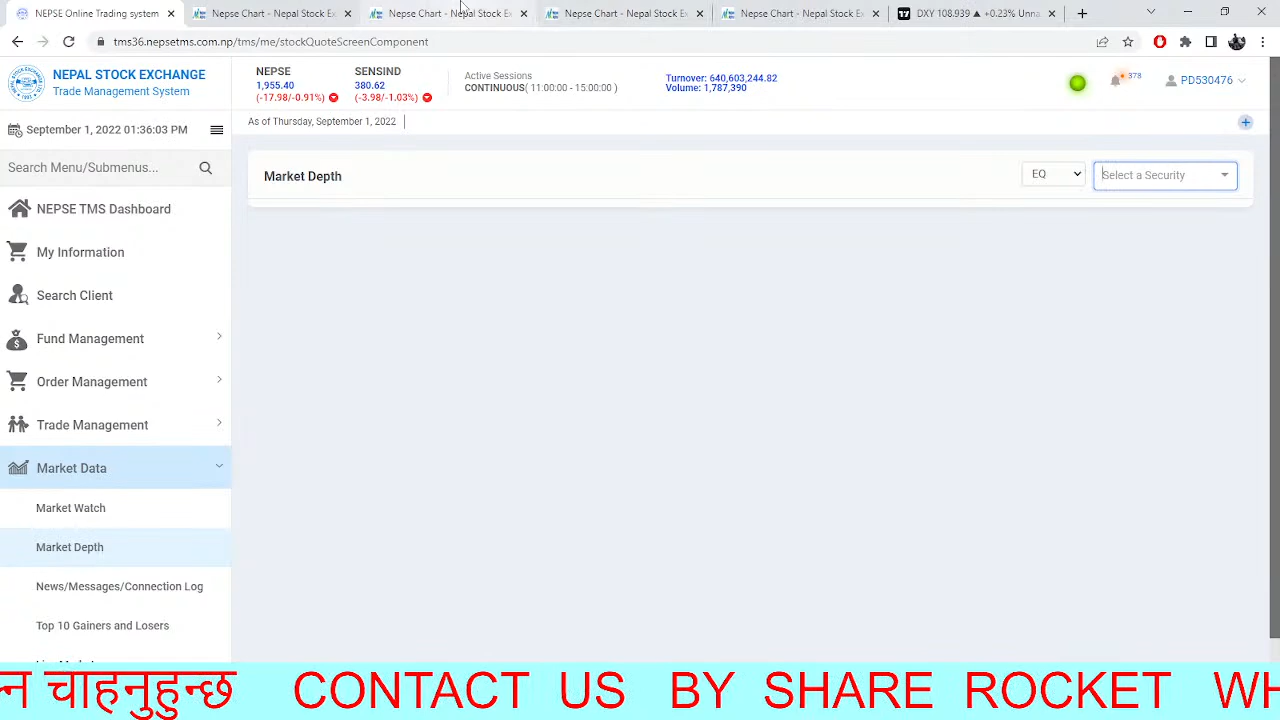 NEPSE Online Trading system
Nepse Chart - Nepal Stock Ex
Nepse Chart - Nepal Stock Ex
Nepse Chart - Nepal Stock Ex
Nepse Chart - Nepal Stock Ex
DXY 108.939 ▲ +0.23% Unna
tms36.nepsetms.com.np/tms/me/stockQuoteScreenComponent
NEPAL STOCK EXCHANGE
Trade Management System
NEPSE
1,955.40
(-17.98/-0.91%)
SENSIND
380.62
(-3.98/-1.03%)
Active Sessions
CONTINUOUS( 11:00:00 - 15:00:00 )
Turnover: 640,603,244.82
Volume: 1,787,390
378
PD530476
September 1, 2022 01:36:03 PM
As of Thursday, September 1, 2022
Search Menu/Submenus...
Market Depth
EQ
Select a Security
NEPSE TMS Dashboard
My Information
Search Client
Fund Management
Order Management
Trade Management
Market Data
Market Watch
Market Depth
News/Messages/Connection Log
Top 10 Gainers and Losers
चाहनुहुन्छ CONTACT US BY SHARE ROCKET WH